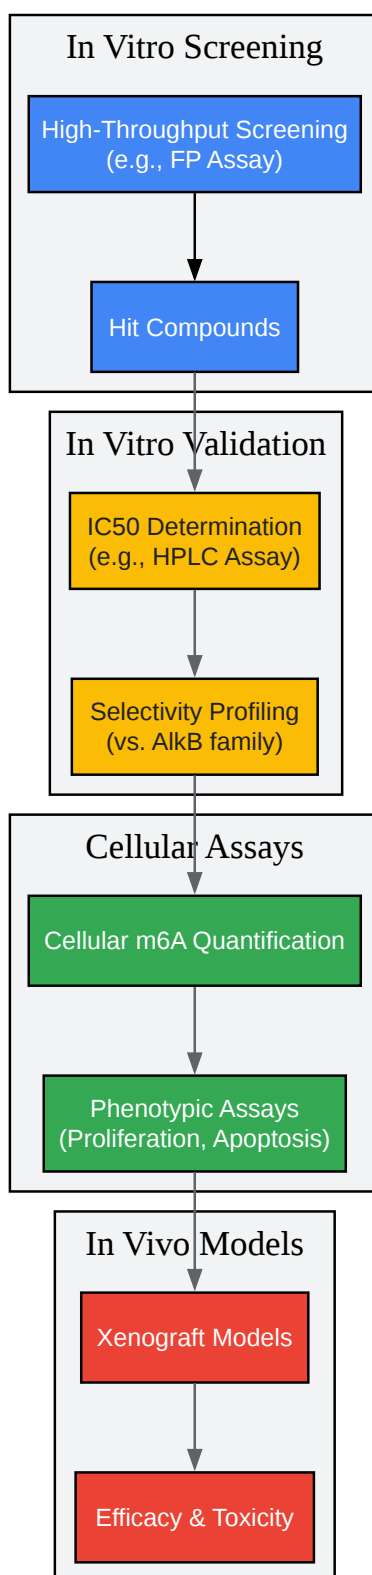 In Vitro Screening
High-Throughput Screening
(e.g., FP Assay)
Hit Compounds
In Vitro Validation
IC50 Determination
(e.g., HPLC Assay)
Selectivity Profiling
(vs. AlkB family)
Cellular Assays
Cellular m6A Quantification
Phenotypic Assays
(Proliferation, Apoptosis)
In Vivo Models
Xenograft Models
Efficacy & Toxicity